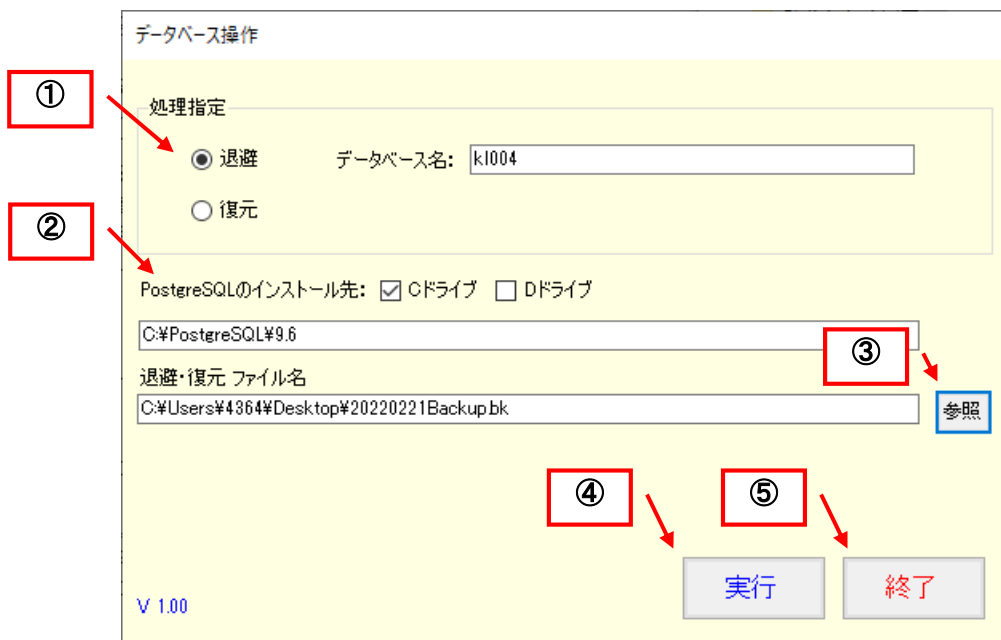 データベース操作
①
処理指定
退避 データベース名: kl004
復元
②
PostgreSQLのインストール先: Cドライブ Dドライブ
C:¥PostgreSQL¥9.6
③
退避・復元 ファイル名
C:¥Users¥4364¥Desktop¥20220221Backup.bk
参照
④
⑤
実行
終了
V 1.00